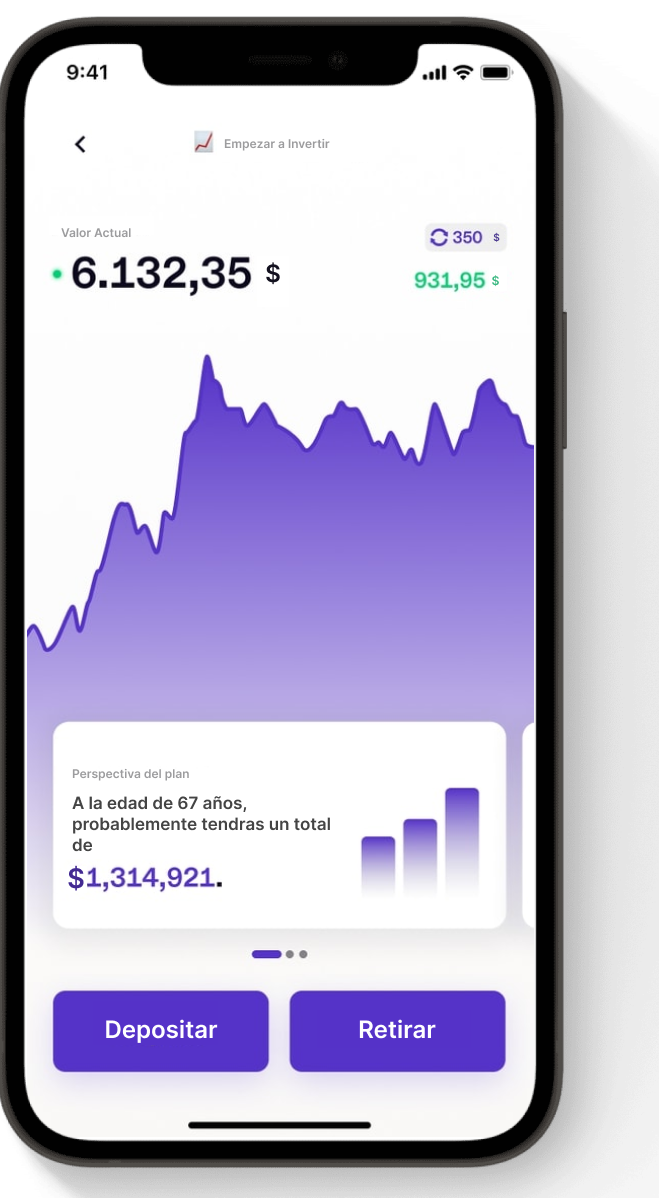 9:41
Empezar a Invertir
Valor Actual
350 $
6.132,35 $
931,95 $
Perspectiva del plan
A la edad de 67 años,
probablemente tendras un total
de
$1,314,921.
Depositar
Retirar